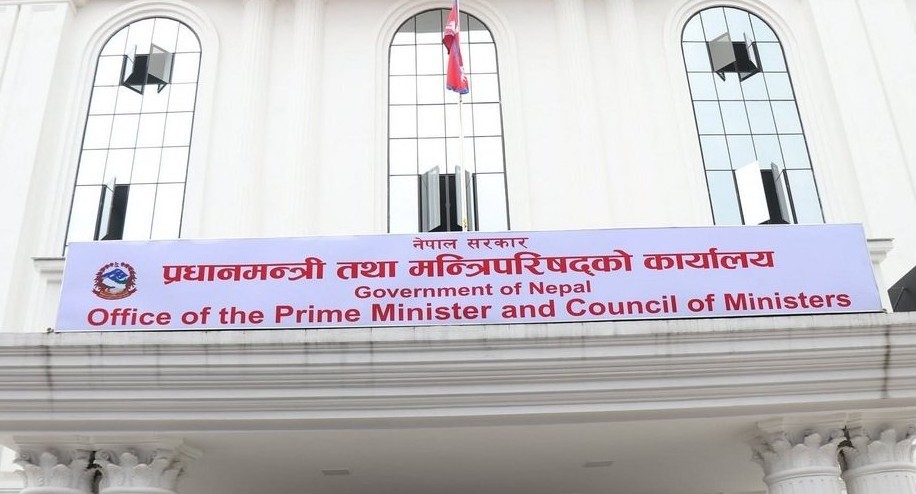 नेपाल सरकार
प्रधानमन्त्री तथा मन्त्रिपरिषद्को कार्यालय
Government of Nepal
Office of the Prime Minister and Council of Ministers